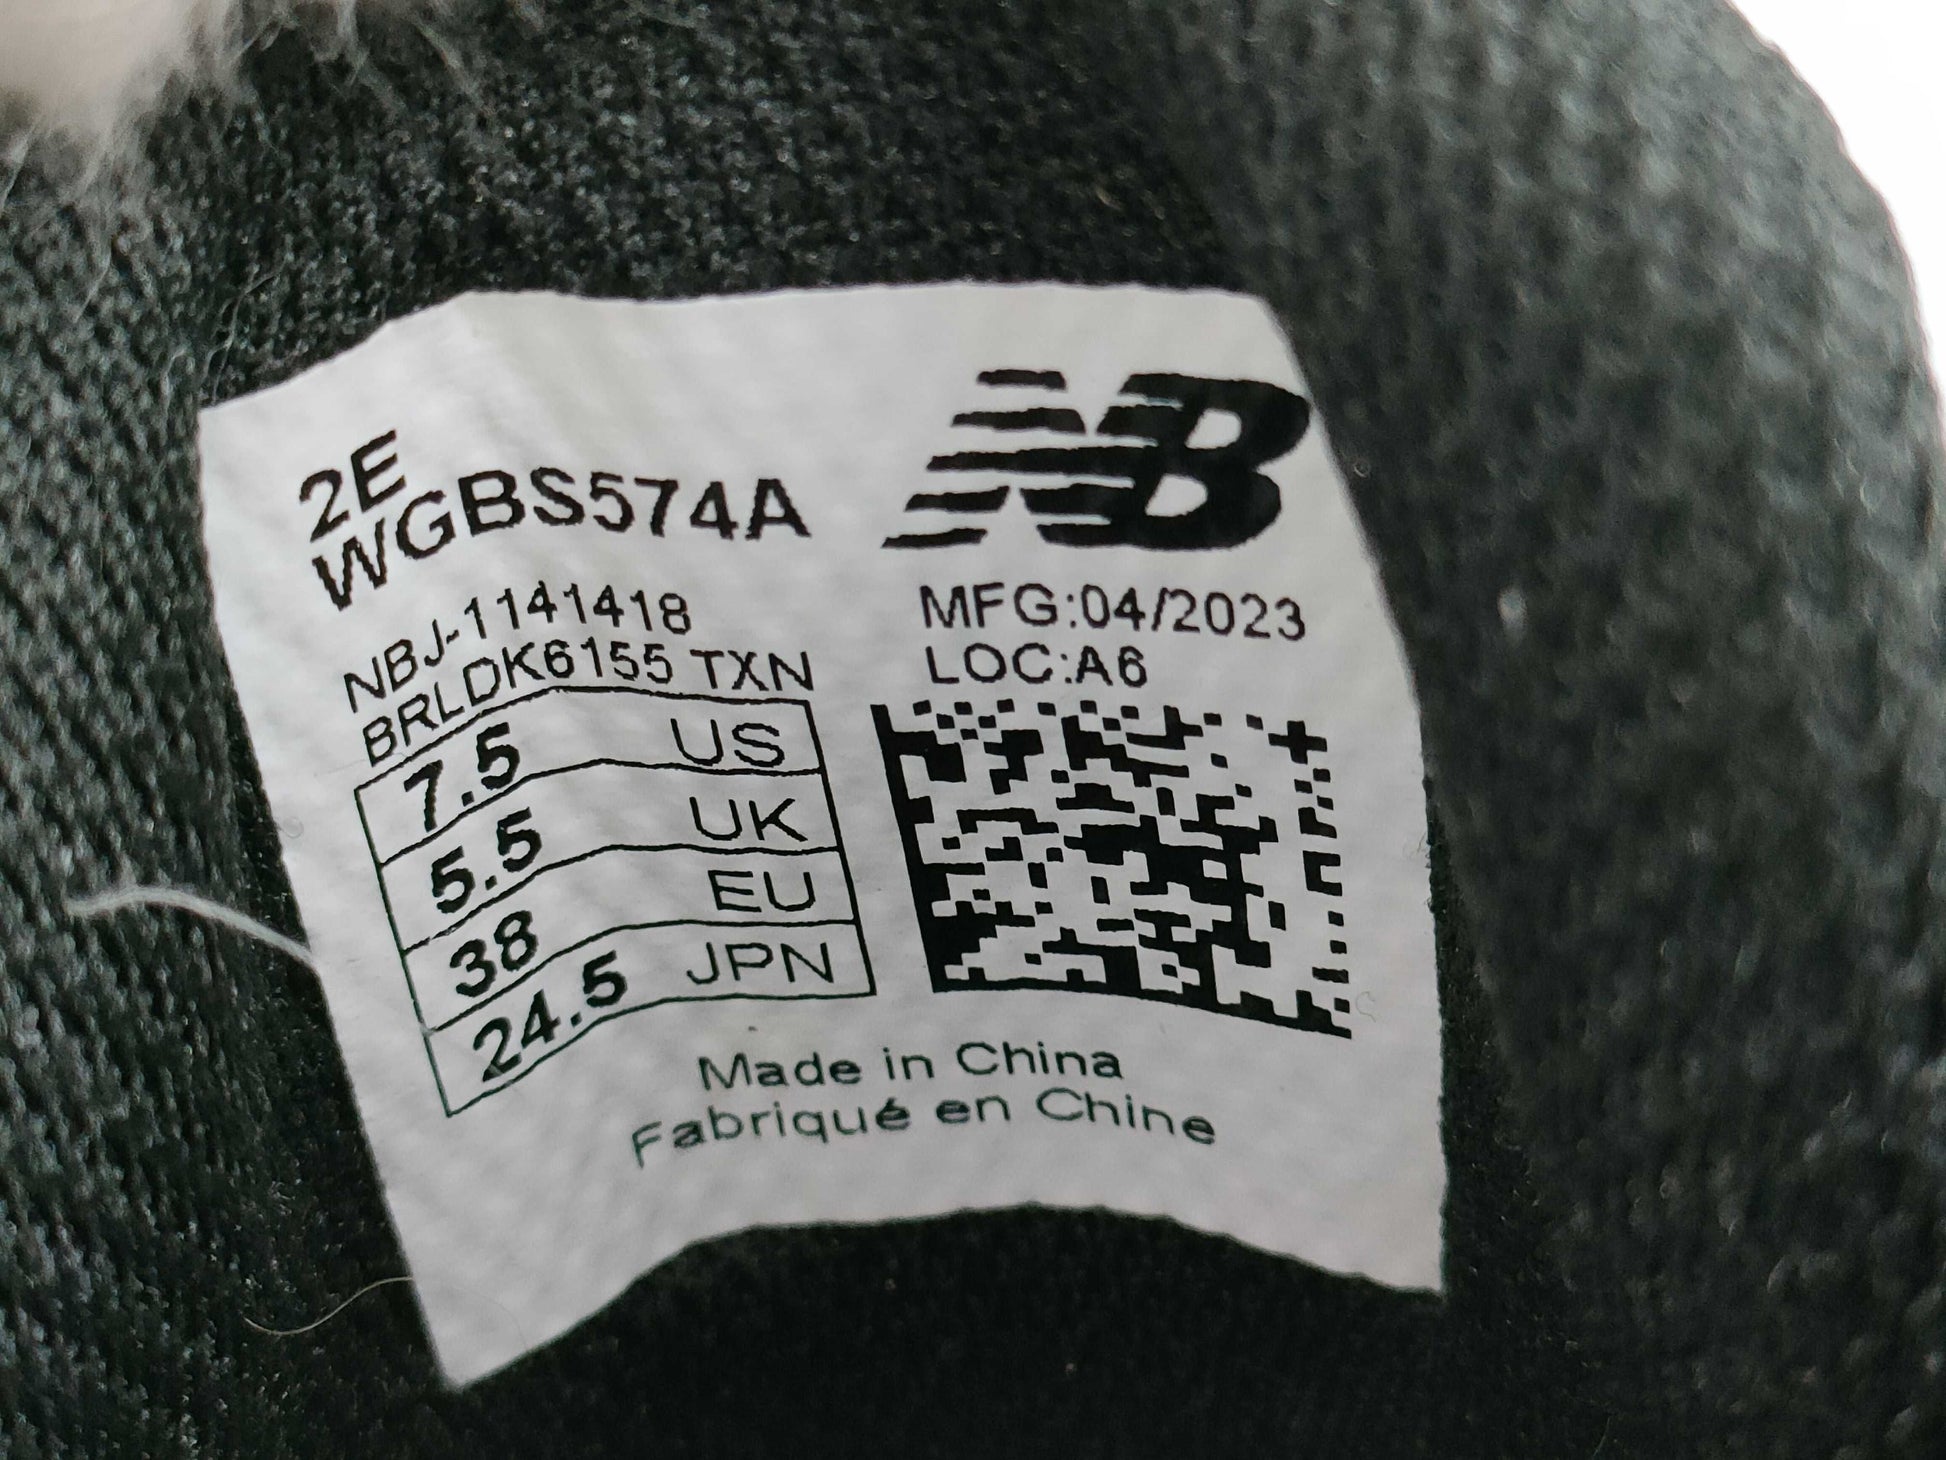 2E
WGBS574A
NB
NBJ-1141418
BRLDK6155 TXN
MFG:04/2023
LOC:A6
7.5 US
5.5 UK
38 EU
24.5 JPN
Made in China
Fabriqué en Chine